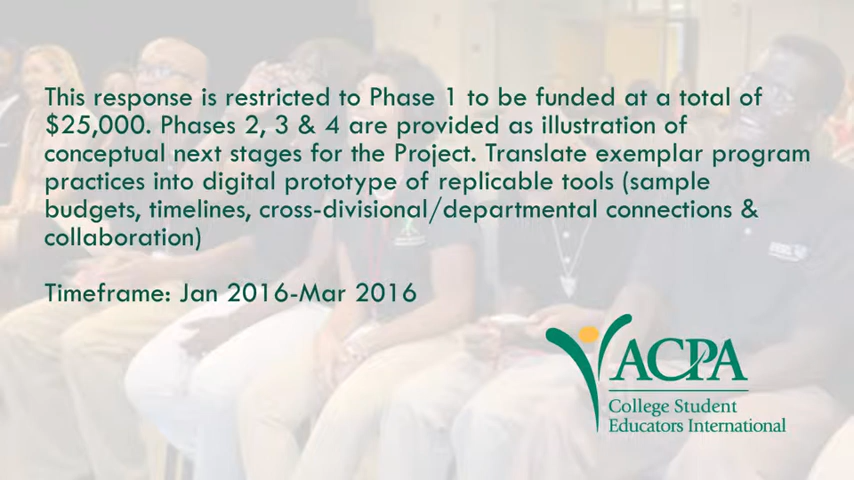 This response is restricted to Phase 1 to be funded at a total of
$25,000. Phases 2, 3 & 4 are provided as illustration of
conceptual next stages for the Project. Translate exemplar program
practices into digital prototype of replicable tools (sample
budgets, timelines, cross-divisional/departmental connections &
collaboration)
Timeframe: Jan 2016-Mar 2016
ACPA
College Student
Educators International